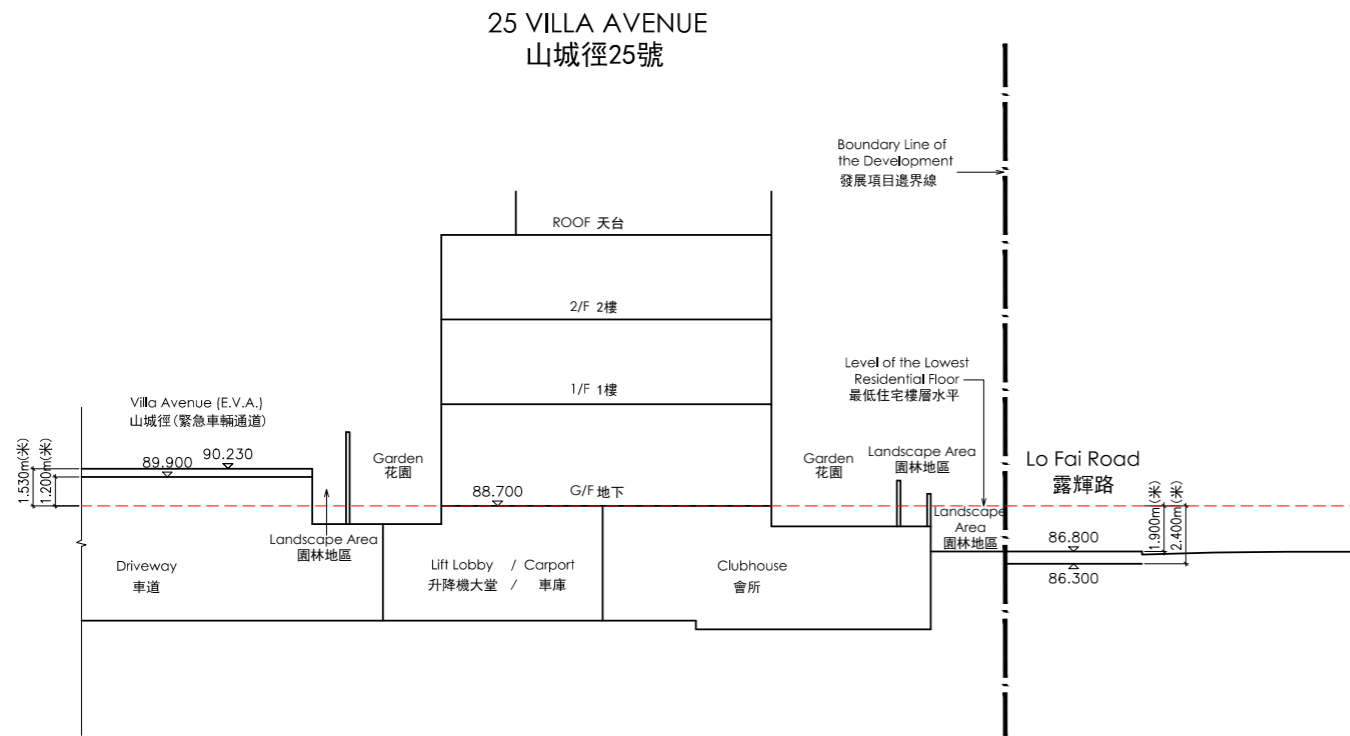 25 VILLA AVENUE
山城徑25號
Boundary Line of
the Development
發展項目邊界線
ROOF 天台
2/F 2樓
1/F 1樓
Level of the Lowest
Residential Floor
最低住宅樓層水平
Villa Avenue (E.V.A.)
山城徑(緊急車輛通道)
89.900
90.230
1.530m(米)
1.200m(米)
Garden
花園
88.700
G/F 地下
Garden
花園
Landscape Area
園林地區
Lo Fai Road
露輝路
Landscape Area
園林地區
Landscape
Area
園林地區
86.800
86.300
1.900m(米)
2.400m(米)
Driveway
車道
Lift Lobby / Carport
升降機大堂 / 車庫
Clubhouse
會所